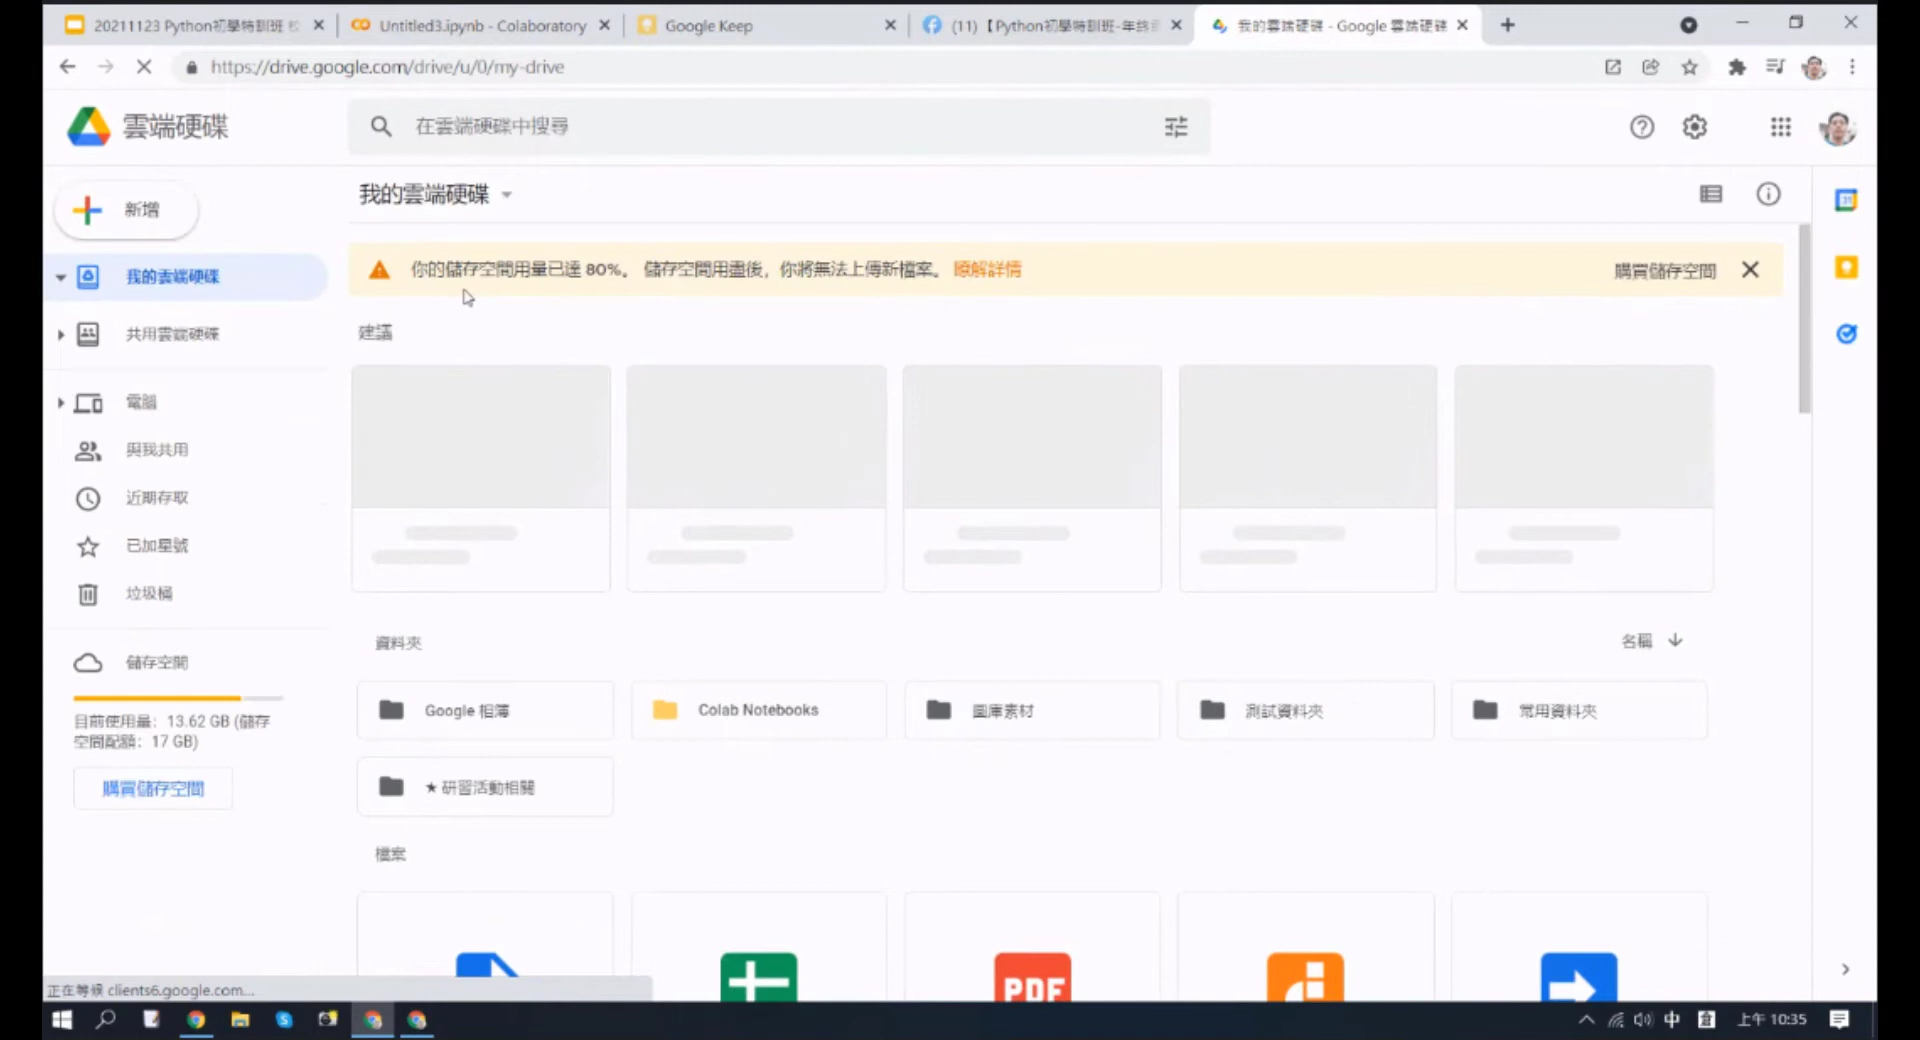 20211123 Python初學特訓班
Untitled3.ipynb - Colaboratory
Google Keep
(11)【Python初學特訓班-年終
我的雲端硬碟 - Google 雲端硬碟
https://drive.google.com/drive/u/0/my-drive
雲端硬碟
在雲端硬碟中搜尋
新增
我的雲端硬碟
我的雲端硬碟
共用雲端硬碟
電腦
與我共用
近期存取
已加星號
垃圾桶
儲存空間
目前使用量：13.62 GB (儲存
空間配額：17 GB)
購買儲存空間
你的儲存空間用量已達 80%。 儲存空間用盡後，你將無法上傳新檔案。 瞭解詳情
購買儲存空間
建議
資料夾
名稱
Google 相簿
Colab Notebooks
圖庫素材
測試資料夾
常用資料夾
★ 研習活動相關
檔案
PDF
正在等候 clients6.google.com...
中
上午 10:35